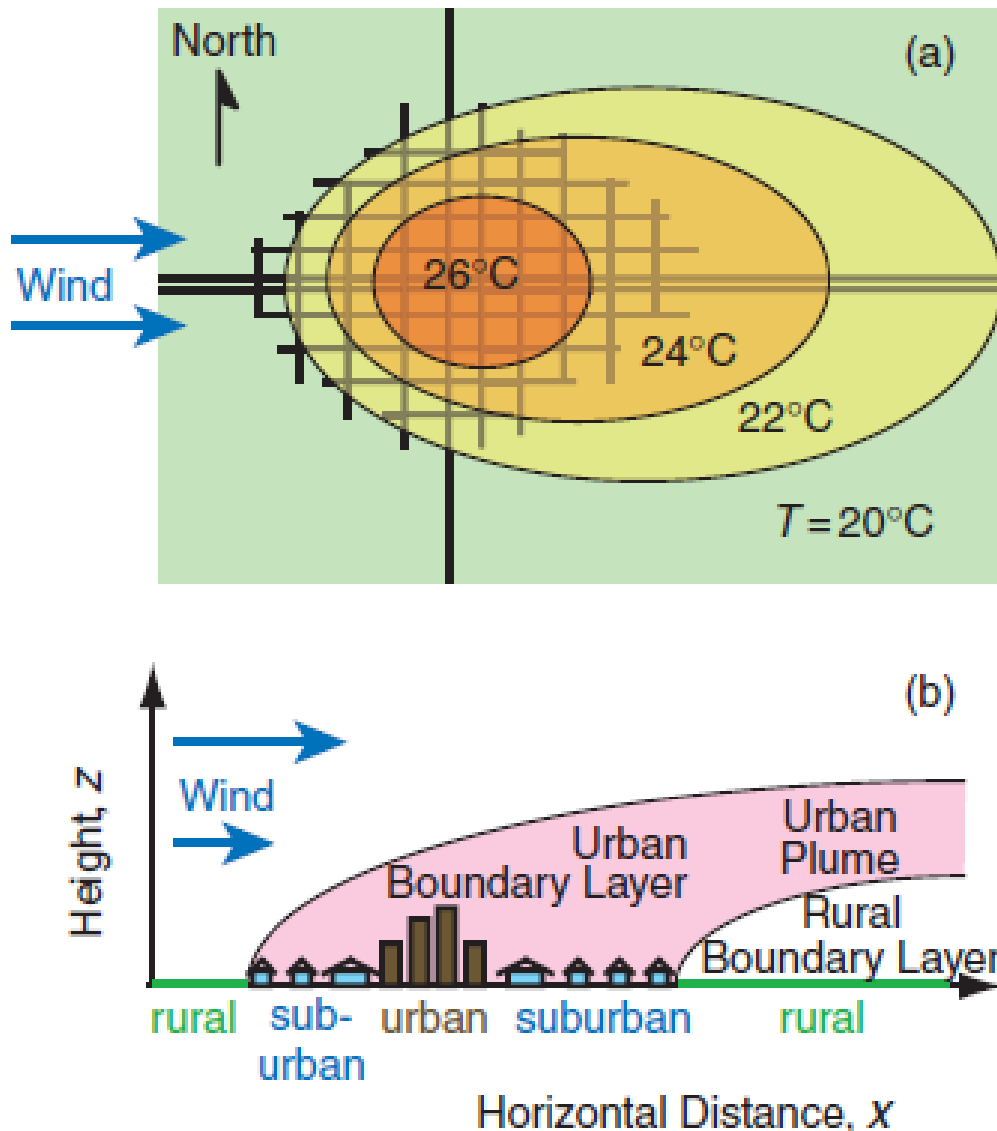 North
(a)
Wind
26°C
24°C
22°C
T=20°C
(b)
Height, z
Wind
Urban
Boundary Layer
Urban
Plume
Rural
Boundary Layer
rural
sub-
urban
urban
suburban
rural
Horizontal Distance, x